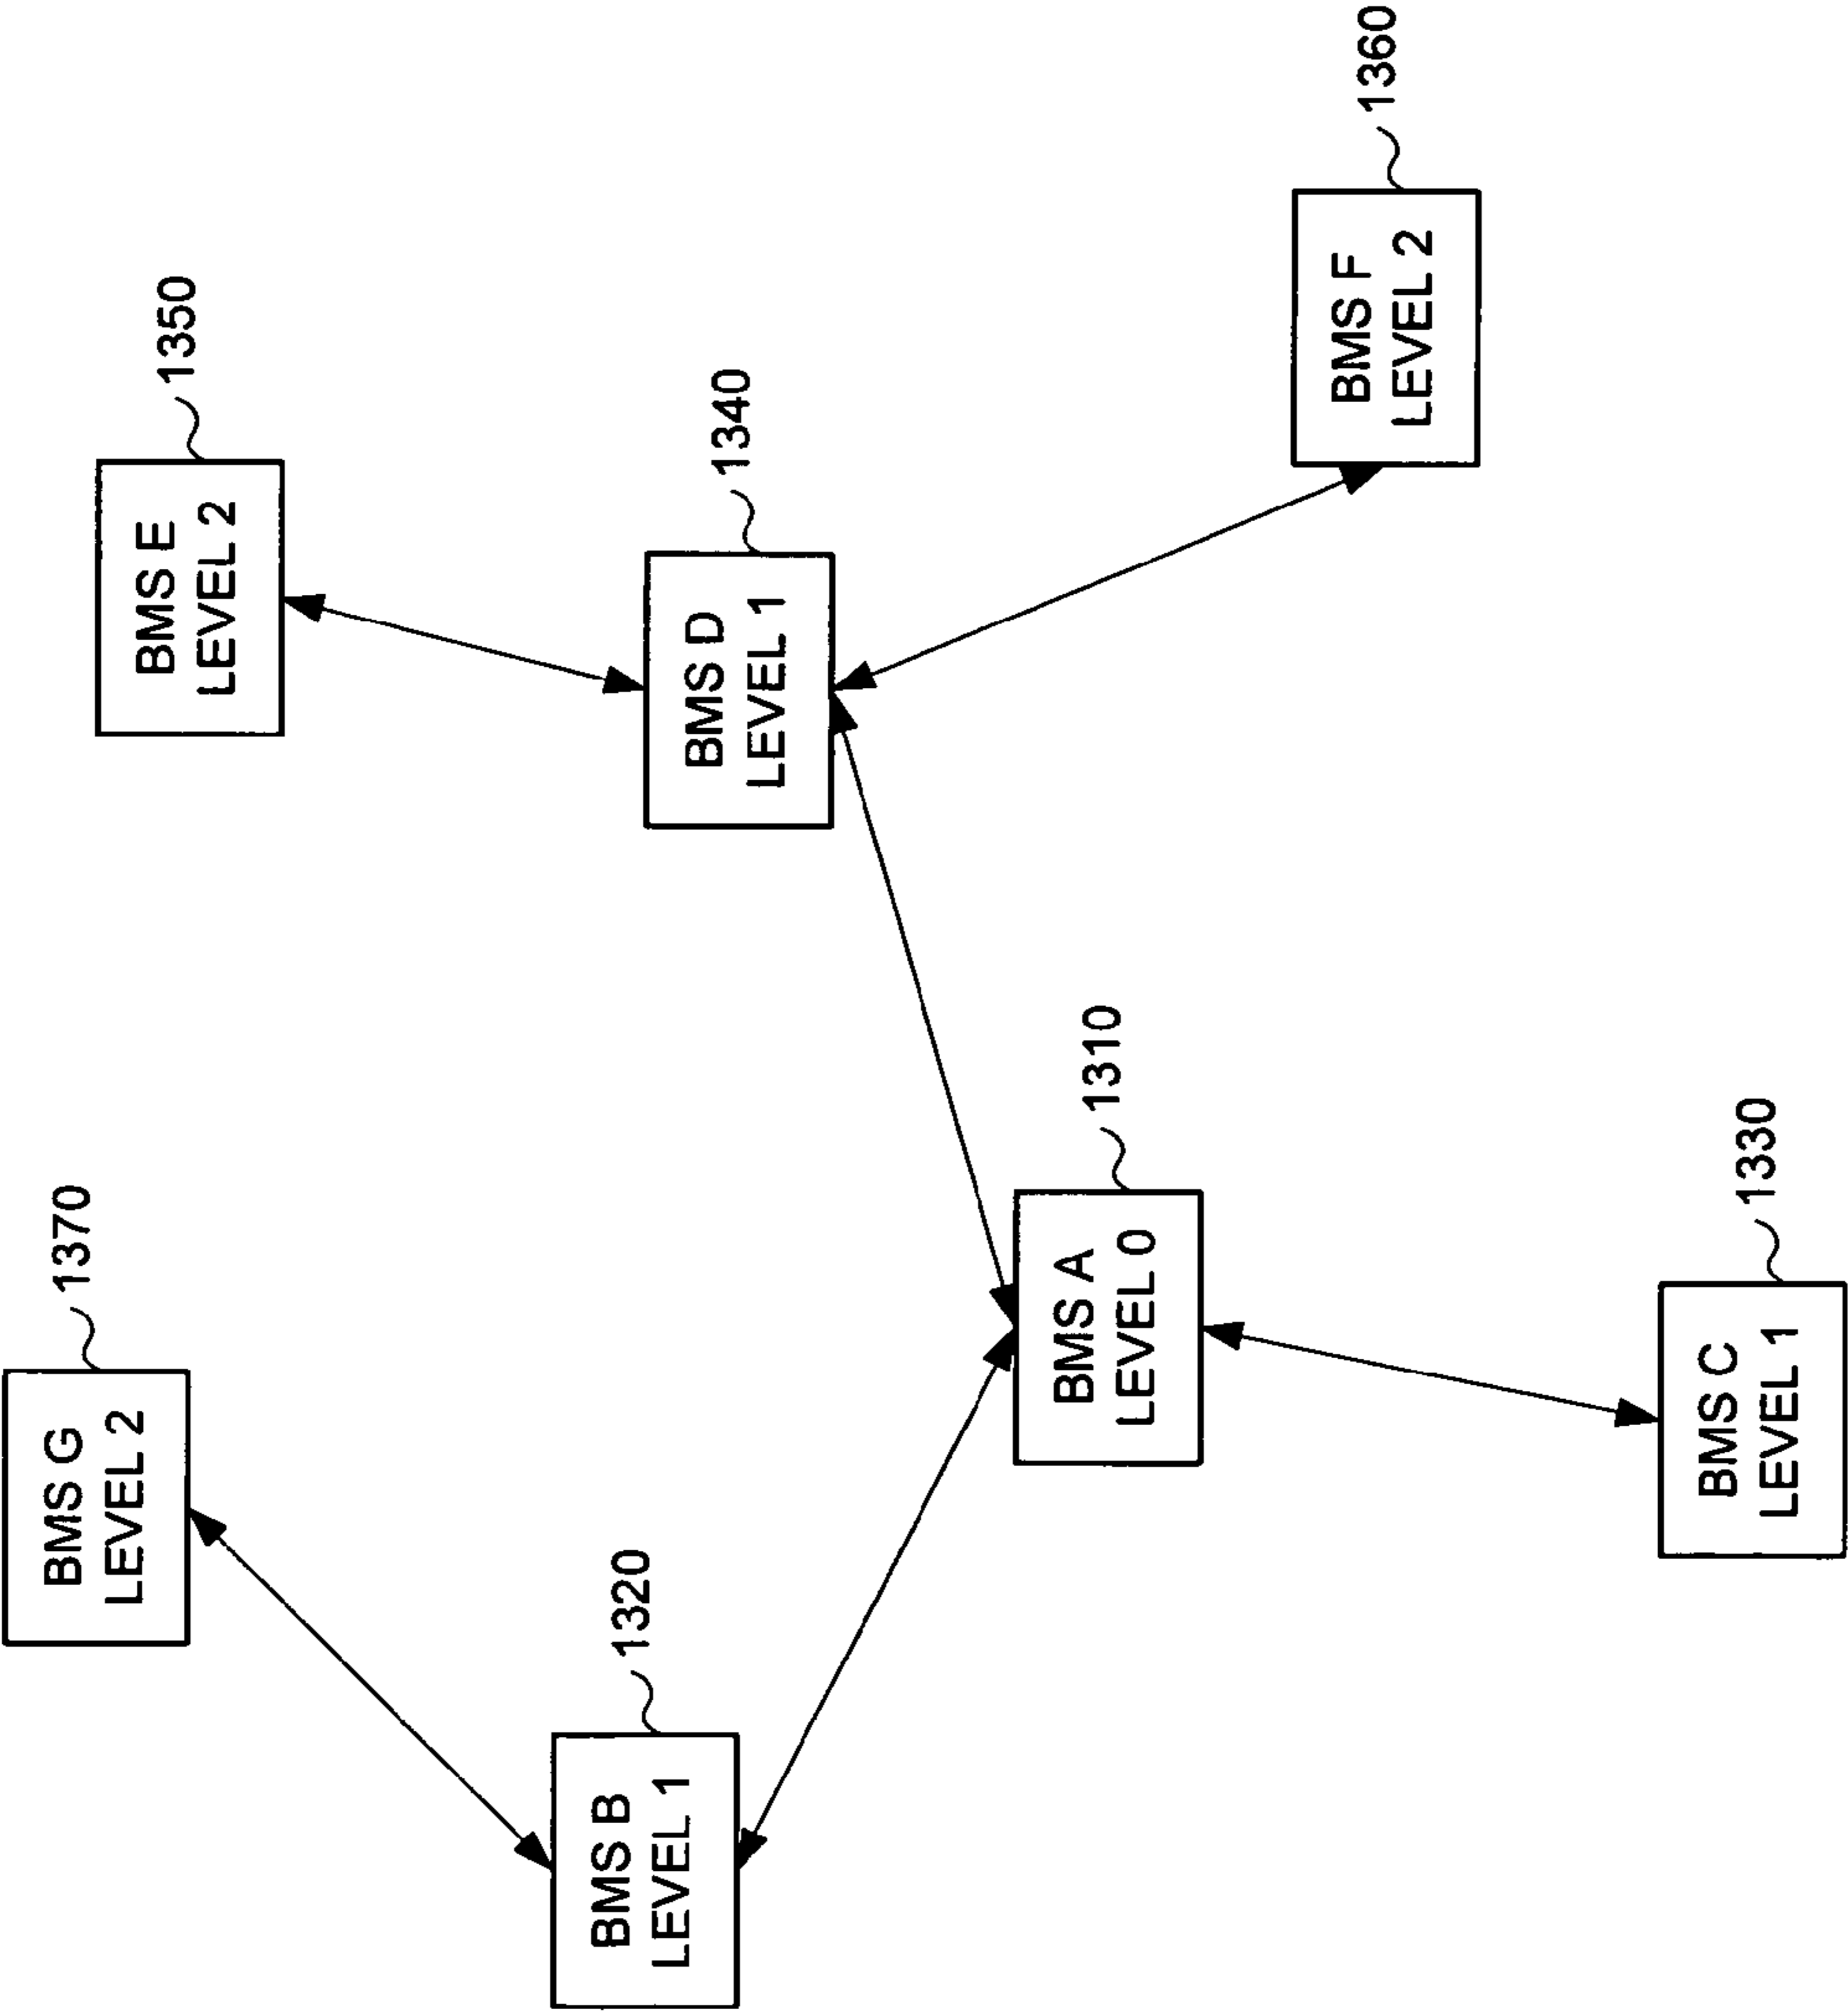 1370
BMS G
LEVEL 2
1350
BMS E
LEVEL 2
1320
BMS B
LEVEL 1
1340
BMS D
LEVEL 1
1310
BMS A
LEVEL 0
1360
BMS F
LEVEL 2
1330
BMS C
LEVEL 1